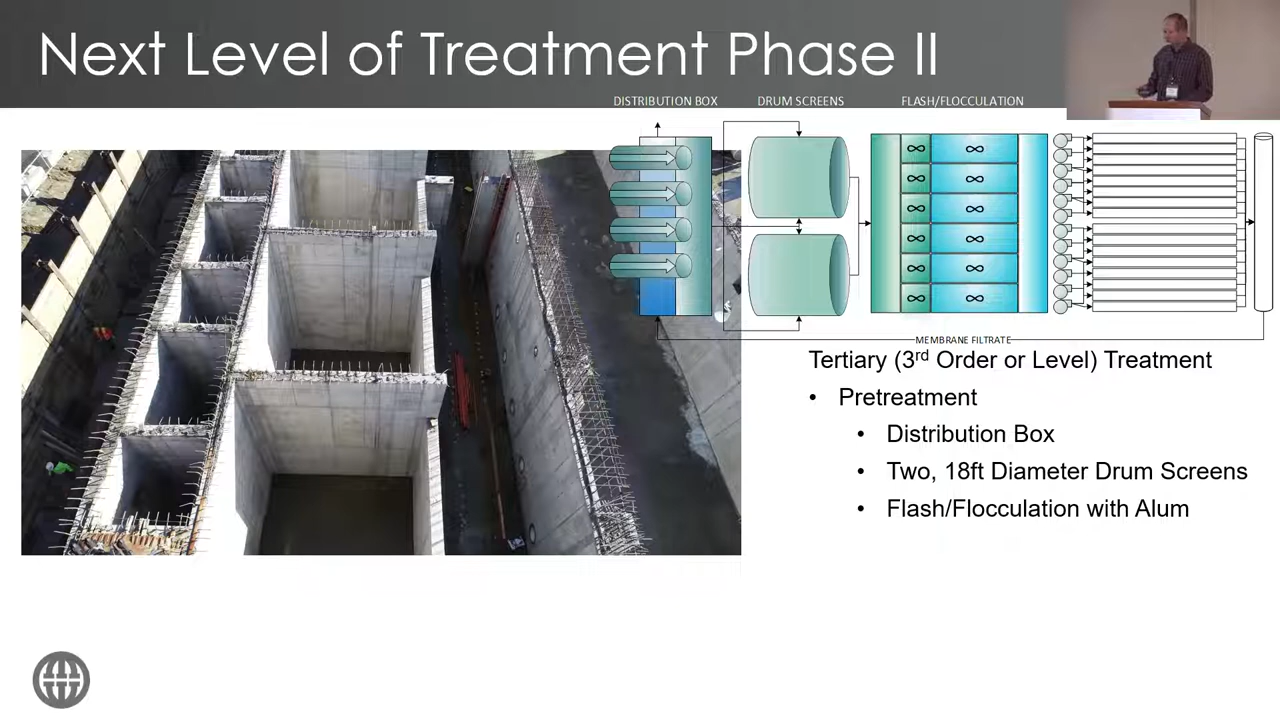 Next Level of Treatment Phase II
DISTRIBUTION BOX
DRUM SCREENS
FLASH/FLOCCULATION
∞ ∞
∞ ∞
∞ ∞
∞ ∞
∞ ∞
∞ ∞
MEMBRANE FILTRATE
Tertiary (3rd Order or Level) Treatment
• Pretreatment
• Distribution Box
• Two, 18ft Diameter Drum Screens
• Flash/Flocculation with Alum